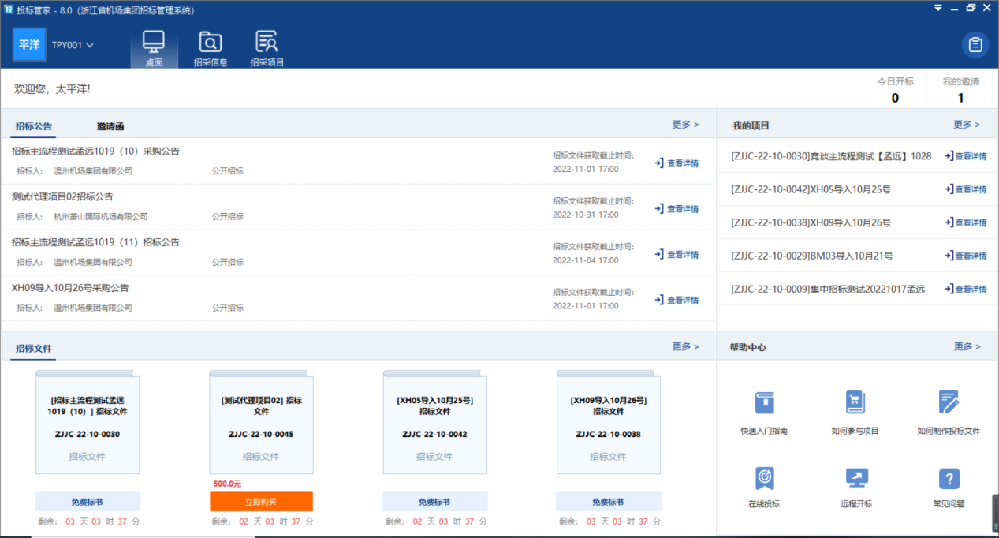 投标管家 - 8.0（浙江省机场集团招标管理系统）
平洋 TPY001
桌面 招采信息 招采项目
欢迎您，太平洋!
今日开标 我的邀请
0 1
招标公告 邀请函 更多 > 我的项目 更多 >
招标主流程测试孟远1019（10）采购公告
招标人: 温州机场集团有限公司 公开招标
招标文件获取截止时间:
2022-11-01 17:00
查看详情
测试代理项目02招标公告
招标人: 杭州萧山国际机场有限公司 公开招标
招标文件获取截止时间:
2022-10-31 17:00
查看详情
招标主流程测试孟远1019（11）招标公告
招标人: 温州机场集团有限公司 公开招标
招标文件获取截止时间:
2022-11-04 17:00
查看详情
XH09导入10月26号采购公告
招标人: 温州机场集团有限公司 公开招标
招标文件获取截止时间:
2022-11-01 17:00
查看详情
[ZJJC-22-10-0030]竟谈主流程测试【孟远】1028 查看详情
[ZJJC-22-10-0042]XH05导入10月25号 查看详情
[ZJJC-22-10-0038]XH09导入10月26号 查看详情
[ZJJC-22-10-0029]BM03导入10月21号 查看详情
[ZJJC-22-10-0009]集中招标测试20221017孟远 查看详情
招标文件 更多 >
[招标主流程测试孟远
1019（10）] 招标文件
ZJJC-22-10-0030
招标文件
免费标书
剩余: 03 天 03 时 37 分
[测试代理项目02] 招标
文件
ZJJC-22-10-0045
招标文件
500.0元
立即购买
剩余: 02 天 03 时 37 分
[XH05导入10月25号]
招标文件
ZJJC-22-10-0042
招标文件
免费标书
剩余: 02 天 03 时 37 分
[XH09导入10月26号]
招标文件
ZJJC-22-10-0038
招标文件
免费标书
剩余: 03 天 03 时 37 分
帮助中心 更多 >
快速入门指南 如何参与项目 如何制作投标文件
在线投标 远程开标 常见问题